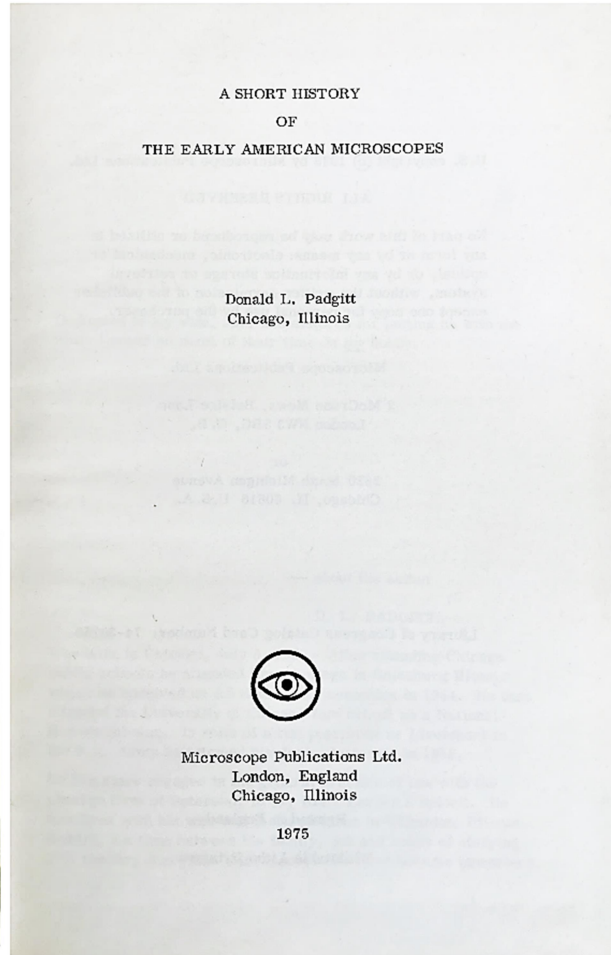 A SHORT HISTORY
OF
THE EARLY AMERICAN MICROSCOPES
Donald L. Padgitt
Chicago, Illinois
Microscope Publications Ltd.
London, England
Chicago, Illinois
1975